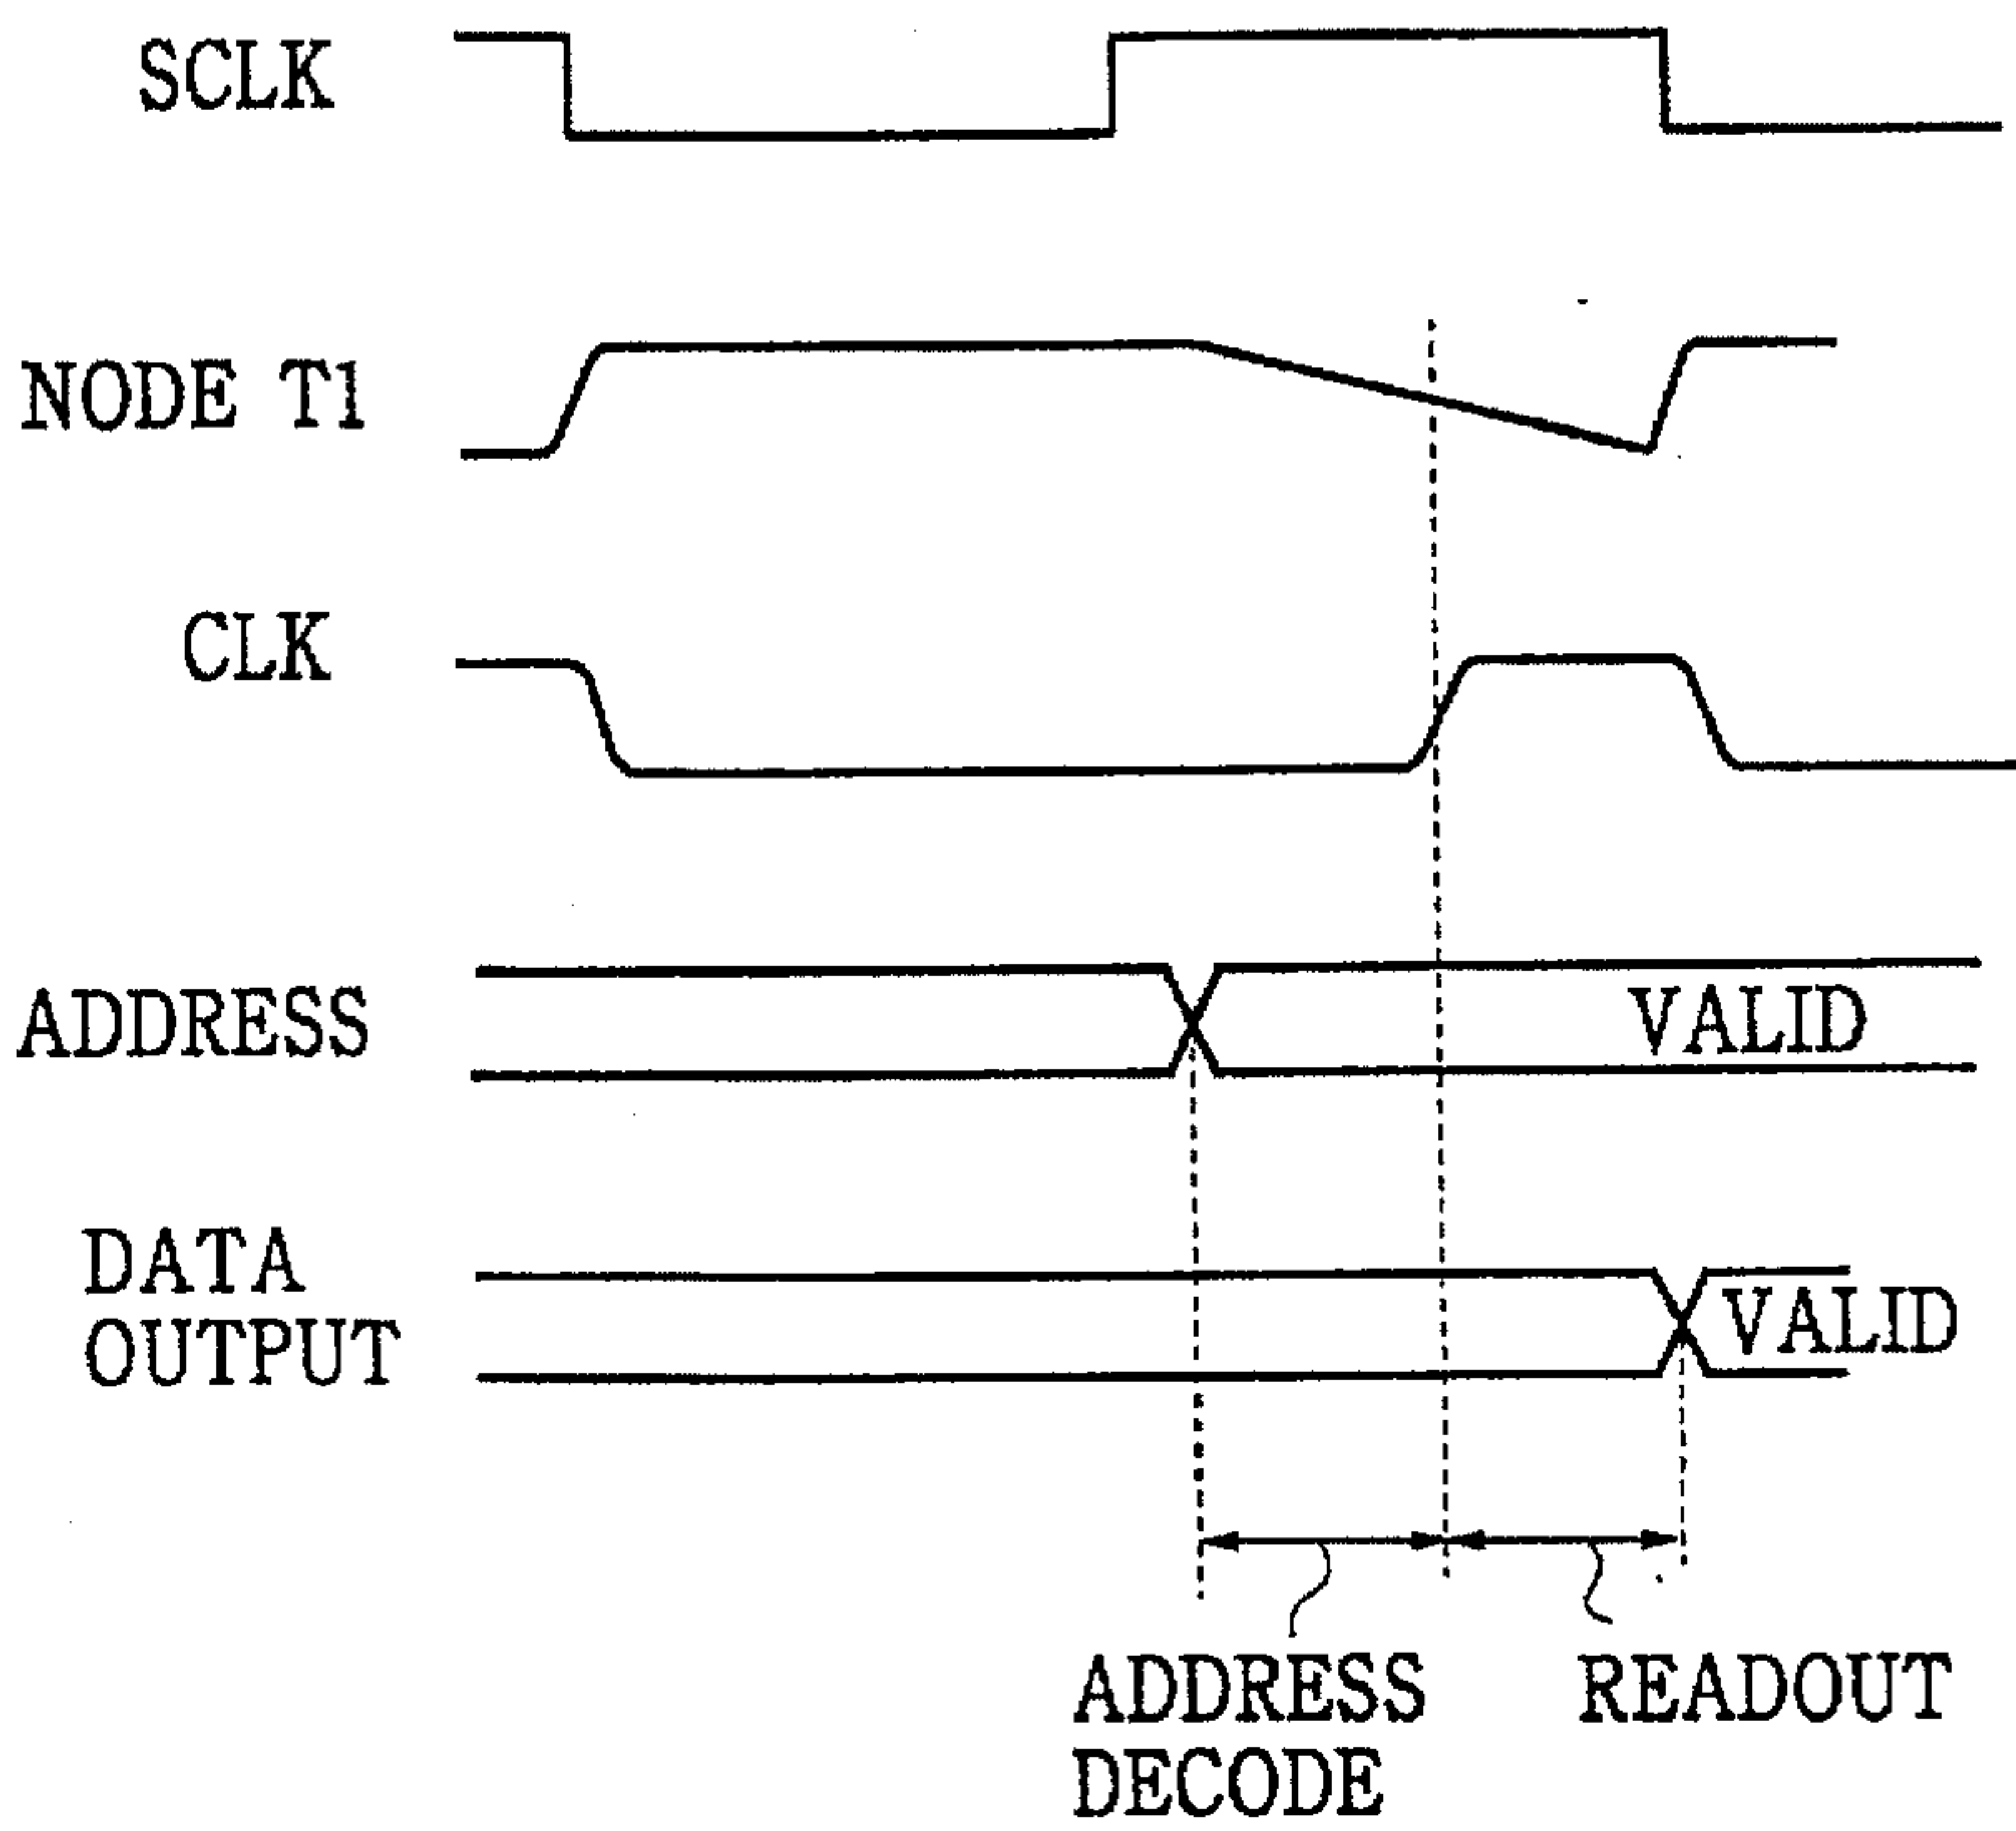 SCLK
NODE T1
CLK
ADDRESS
VALID
DATA
OUTPUT
VALID
ADDRESS
DECODE
READOUT